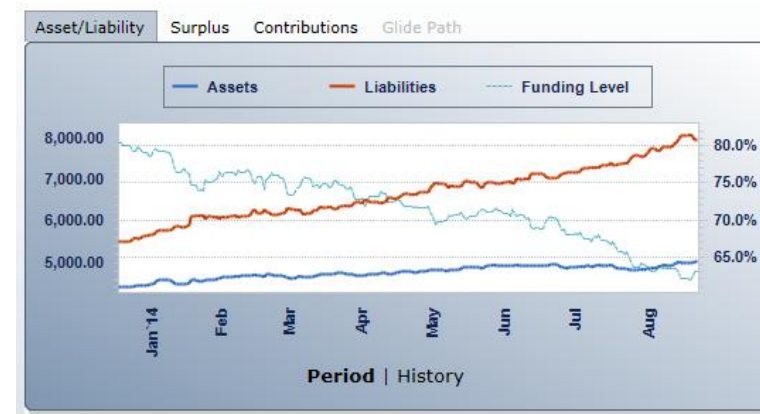 Asset/Liability Surplus Contributions Glide Path
Assets Liabilities Funding Level
8,000.00 80.0%
7,000.00 75.0%
6,000.00 70.0%
5,000.00 65.0%
Jan'14 Feb Mar Apr May Jun Jul Aug
Period | History